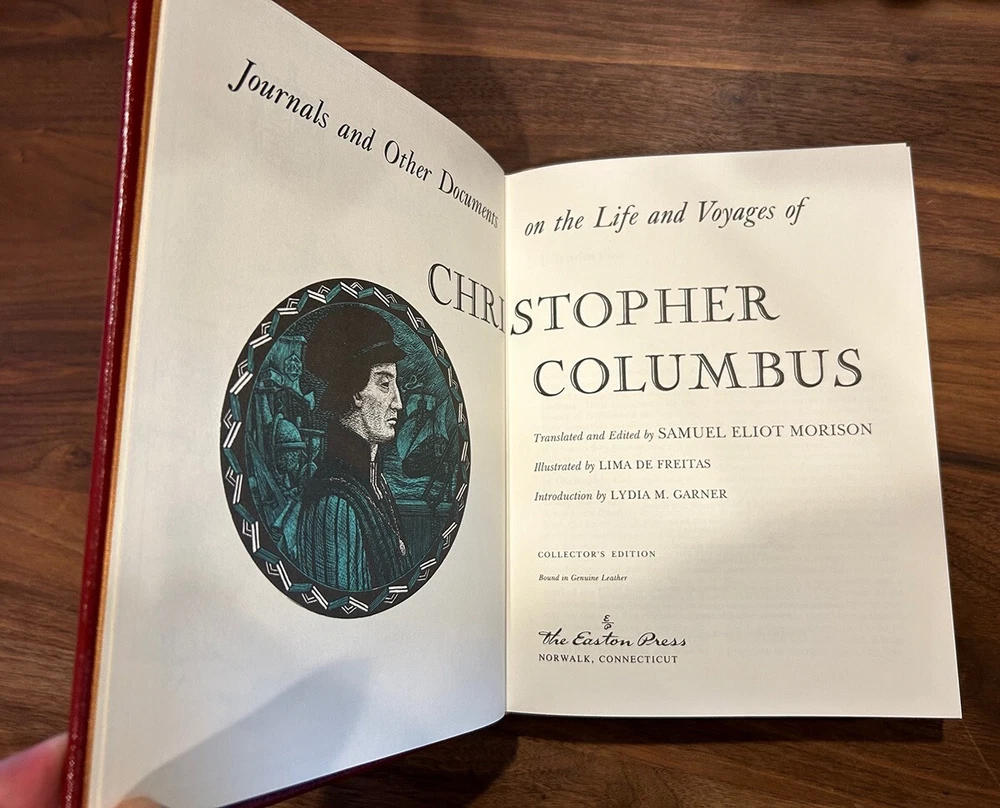 Journals and Other Documents on the Life and Voyages of
CHRISTOPHER
COLUMBUS
Translated and Edited by SAMUEL ELIOT MORISON
Illustrated by LIMA DE FREITAS
Introduction by LYDIA M. GARNER
COLLECTOR'S EDITION
Bound in Genuine Leather
E
P
The Easton Press
NORWALK, CONNECTICUT